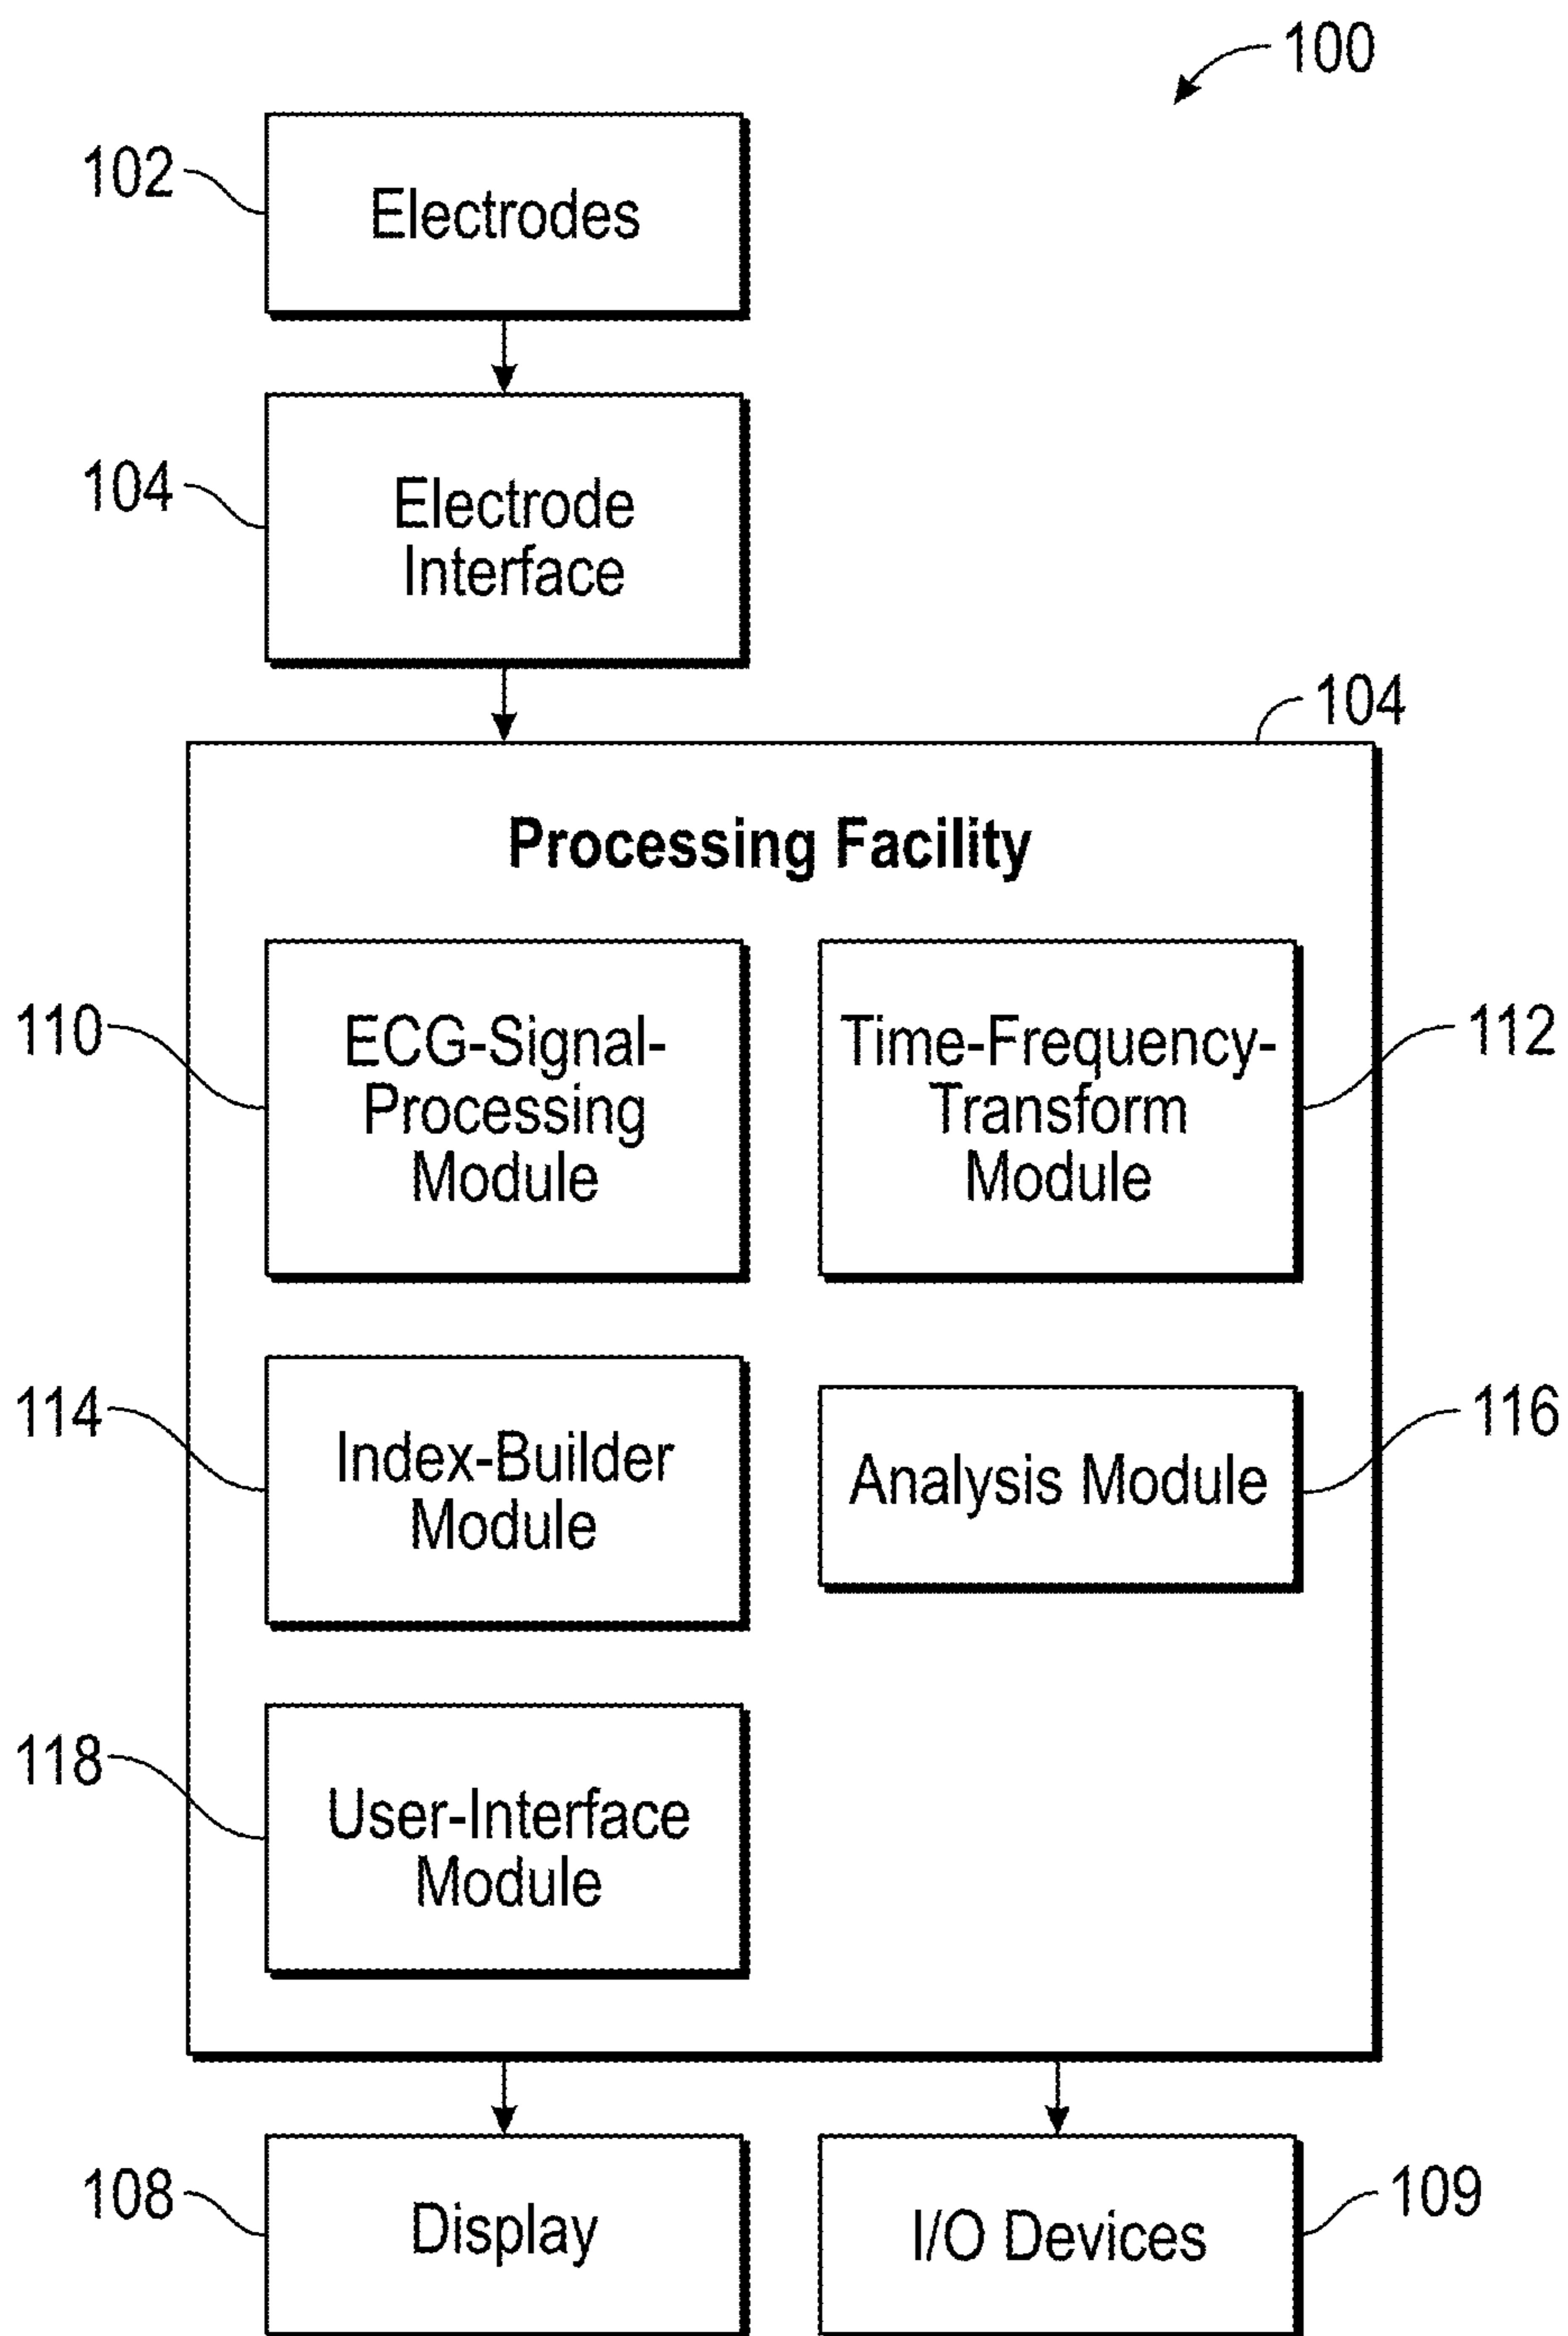 100
102
Electrodes
104
Electrode
Interface
104
Processing Facility
110
ECG-Signal-
Processing
Module
Time-Frequency-
Transform
Module
112
114
Index-Builder
Module
Analysis Module
116
118
User-Interface
Module
108
Display
I/O Devices
109